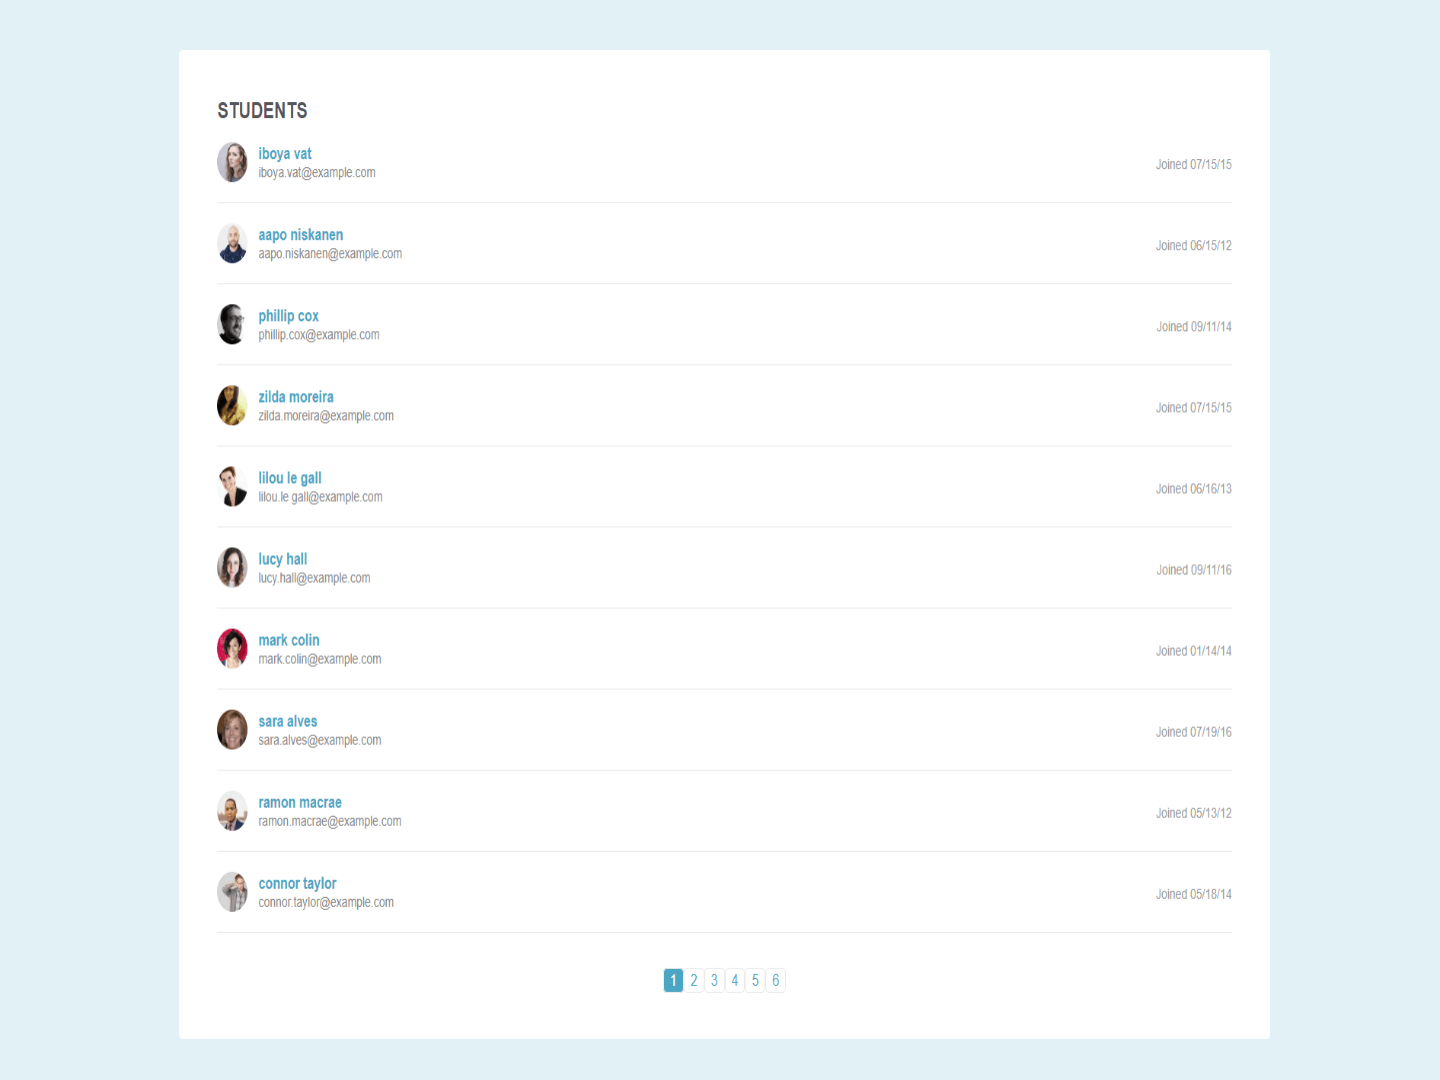 STUDENTS
iboya vat
iboya.vat@example.com
Joined 07/15/15
aapo niskanen
aapo.niskanen@example.com
Joined 06/15/12
phillip cox
phillip.cox@example.com
Joined 09/11/14
zilda moreira
zilda.moreira@example.com
Joined 07/15/15
lilou le gall
lilou.le gall@example.com
Joined 06/16/13
lucy hall
lucy.hall@example.com
Joined 09/11/16
mark colin
mark.colin@example.com
Joined 01/14/14
sara alves
sara.alves@example.com
Joined 07/19/16
ramon macrae
ramon.macrae@example.com
Joined 05/13/12
connor taylor
connor.taylor@example.com
Joined 05/18/14
1 2 3 4 5 6